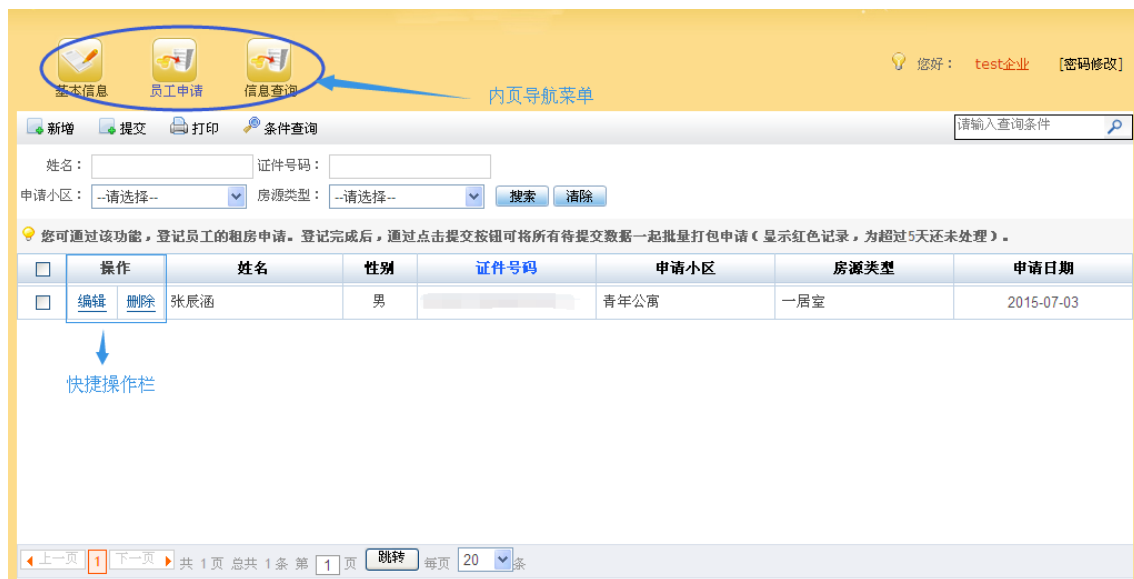 您好： test企业 [密码修改]
基本信息 员工申请 信息查询
内页导航菜单
新增 提交 打印 条件查询 请输入查询条件
姓名： 证件号码：
申请小区： --请选择-- 房源类型： --请选择-- 搜索 清除
您可通过该功能，登记员工的租房申请。登记完成后，通过点击提交按钮可将所有待提交数据一起批量打包申请(显示红色记录，为超过5天还未处理)。
操作 姓名 性别 证件号码 申请小区 房源类型 申请日期
编辑 删除 张辰涵 男 青年公寓 一居室 2015-07-03
快捷操作栏
上一页 1 下一页 共 1 页 总共 1 条 第 1 页 跳转 每页 20 条